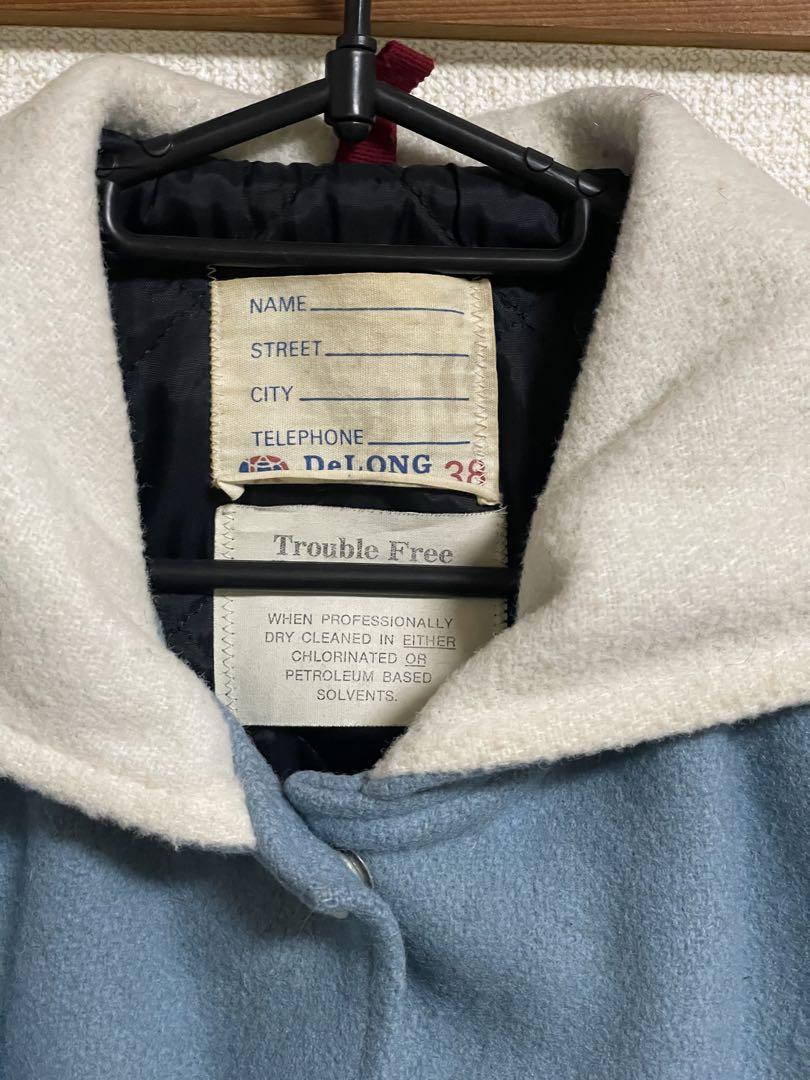 NAME
STREET
CITY
TELEPHONE
DeLONG 38
Trouble Free
WHEN PROFESSIONALLY
DRY CLEANED IN EITHER
CHLORINATED OR
PETROLEUM BASED
SOLVENTS.